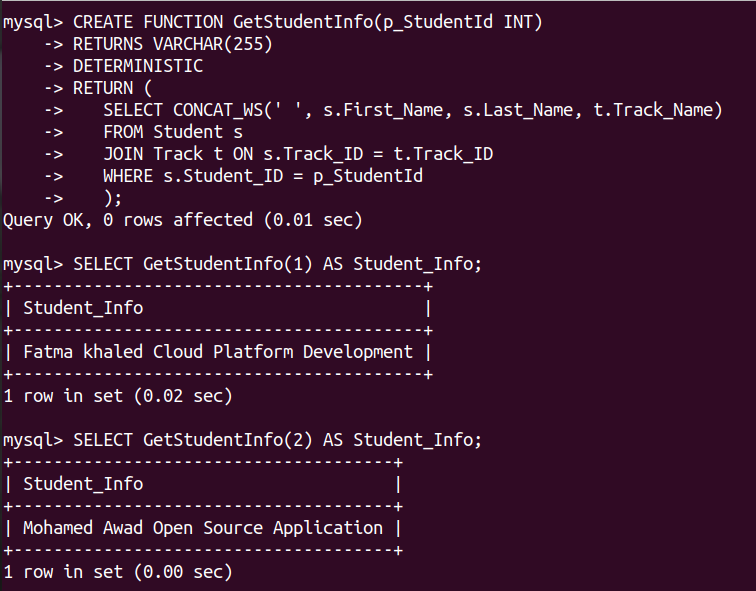 mysql> CREATE FUNCTION GetStudentInfo(p_StudentId INT)
    -> RETURNS VARCHAR(255)
    -> DETERMINISTIC
    -> RETURN (
    ->    SELECT CONCAT_WS(' ', s.First_Name, s.Last_Name, t.Track_Name)
    ->    FROM Student s
    ->    JOIN Track t ON s.Track_ID = t.Track_ID
    ->    WHERE s.Student_ID = p_StudentId
    ->    );
Query OK, 0 rows affected (0.01 sec)

mysql> SELECT GetStudentInfo(1) AS Student_Info;
+-----------------------------------------+
| Student_Info                            |
+-----------------------------------------+
| Fatma khaled Cloud Platform Development |
+-----------------------------------------+
1 row in set (0.02 sec)

mysql> SELECT GetStudentInfo(2) AS Student_Info;
+--------------------------------------+
| Student_Info                         |
+--------------------------------------+
| Mohamed Awad Open Source Application |
+--------------------------------------+
1 row in set (0.00 sec)